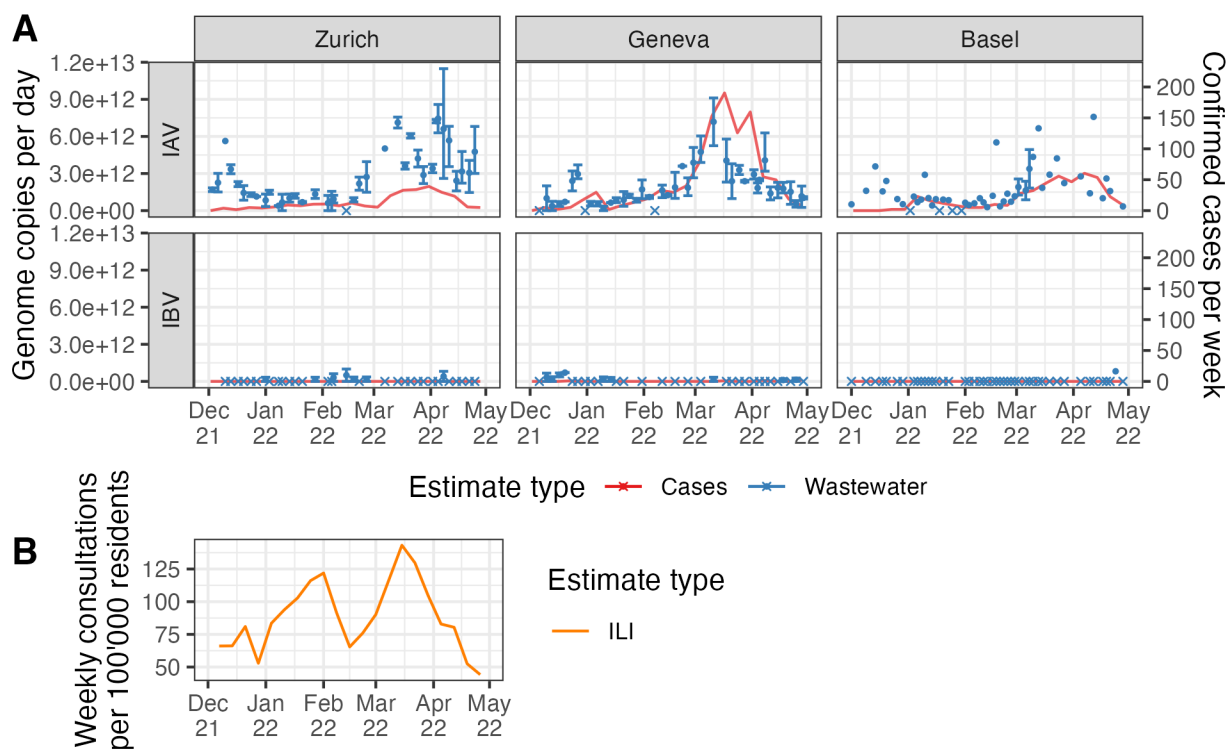 A
Zurich
Geneva
Basel
Genome copies per day
Confirmed cases per week
IAV
1.2e+13
9.0e+12
6.0e+12
3.0e+12
0.0e+00
200
150
100
50
0
IBV
1.2e+13
9.0e+12
6.0e+12
3.0e+12
0.0e+00
200
150
100
50
0
Dec Jan Feb Mar Apr May
21 22 22 22 22 22
Dec Jan Feb Mar Apr May
21 22 22 22 22 22
Dec Jan Feb Mar Apr May
21 22 22 22 22 22
Estimate type Cases Wastewater
B
Weekly consultations
per 100'000 residents
125
100
75
50
Dec Jan Feb Mar Apr May
21 22 22 22 22 22
Estimate type
ILI